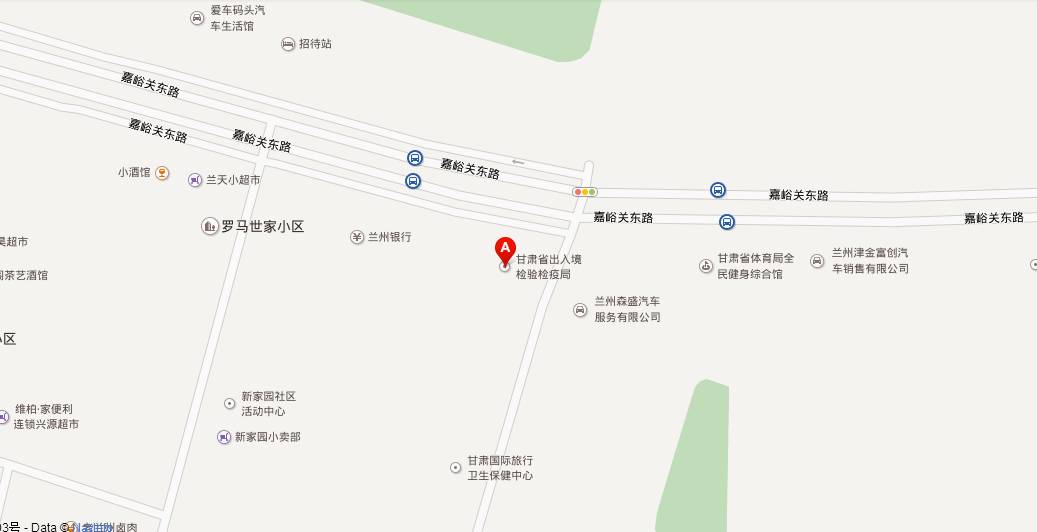 爱车码头汽
车生活馆
招待站
嘉峪关东路
嘉峪关东路
嘉峪关东路
嘉峪关东路
小酒馆
兰天小超市
嘉峪关东路
嘉峪关东路
嘉峪关东路
罗马世家小区
兰州银行
超市
茶艺酒馆
甘肃省出入境
检验检疫局
甘肃省体育局全
民健身综合馆
兰州津金富创汽
车销售有限公司
兰州森盛汽车
服务有限公司
小区
新家园社区
活动中心
维柏·家便利
连锁兴源超市
新家园小卖部
甘肃国际旅行
卫生保健中心
3号 - Data ©
卤肉
A